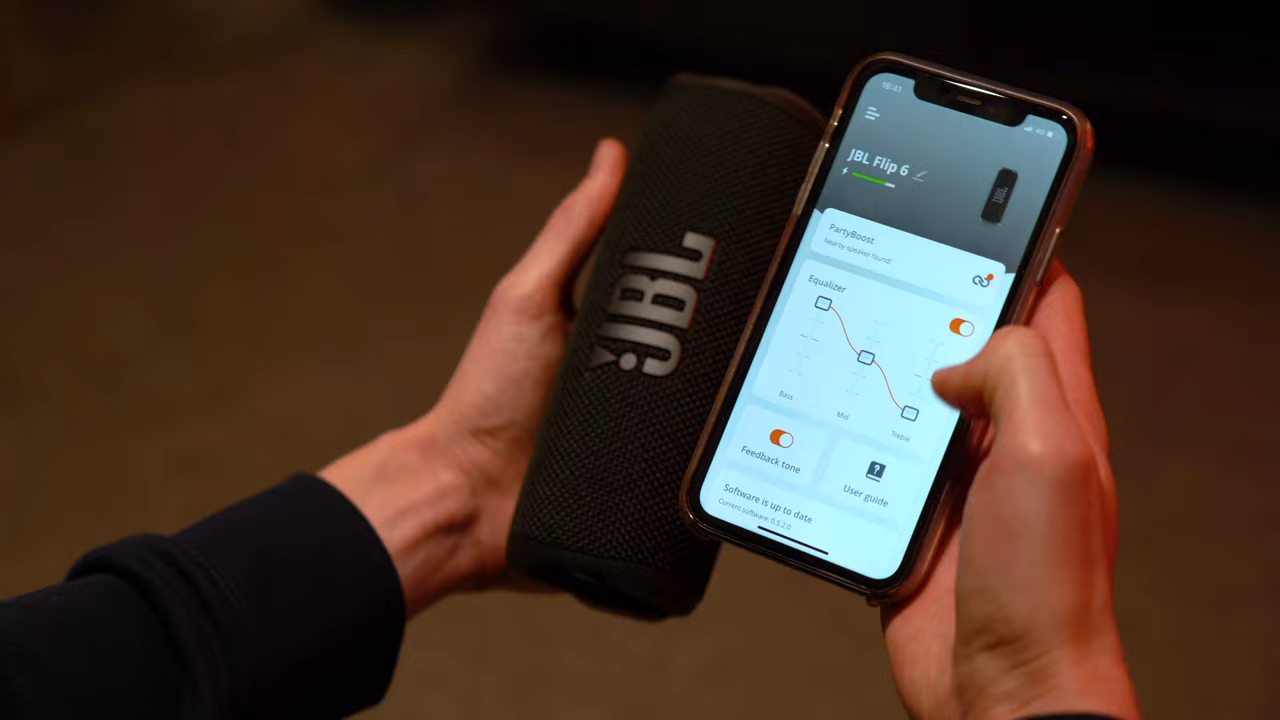 JBL
16:41
4G
JBL Flip 6
JBL
PartyBoost
Nearby speaker found!
Equalizer
Bass
Mid
Treble
Feedback tone
?
User guide
Software is up to date
Current software: 0.5.2.0